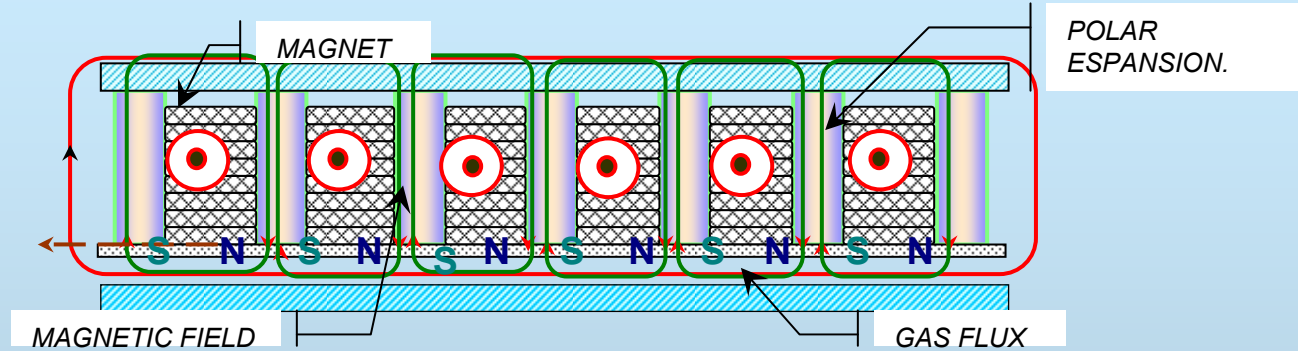 MAGNET
POLAR
ESPANSION.
S N S N S N S N S N S N
MAGNETIC FIELD
GAS FLUX